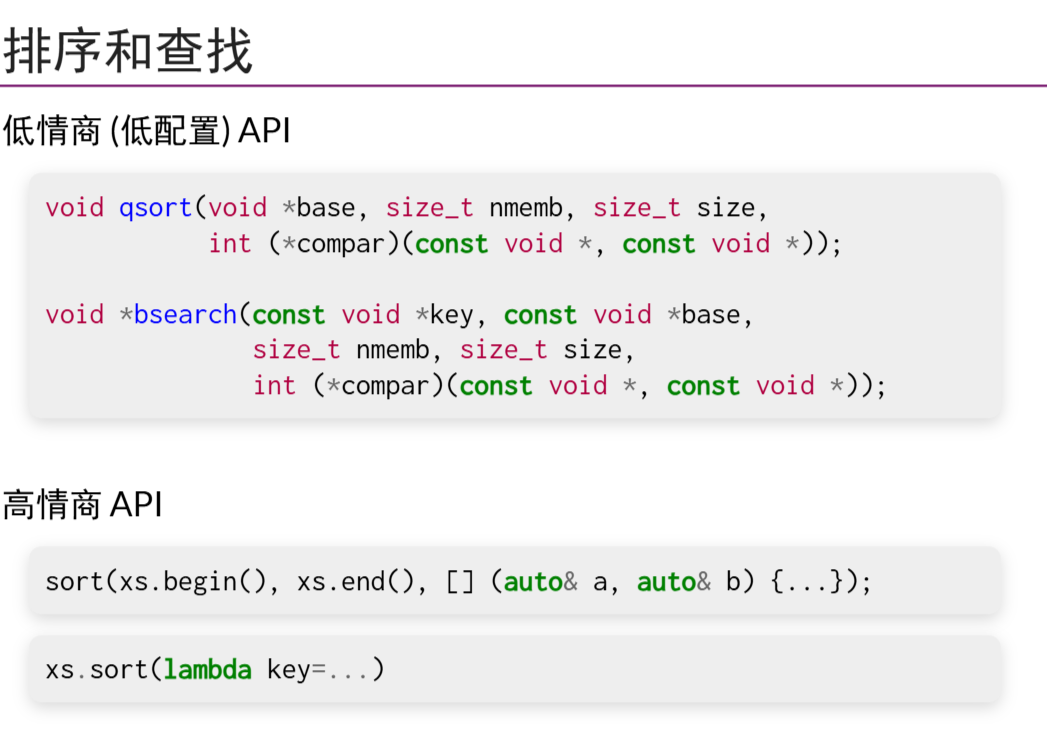 排序和查找
低情商 (低配置) API
void qsort(void *base, size_t nmemb, size_t size,
           int (*compar)(const void *, const void *));
void *bsearch(const void *key, const void *base,
              size_t nmemb, size_t size,
              int (*compar)(const void *, const void *));
高情商 API
sort(xs.begin(), xs.end(), [] (auto& a, auto& b) {...});
xs.sort(lambda key=...)